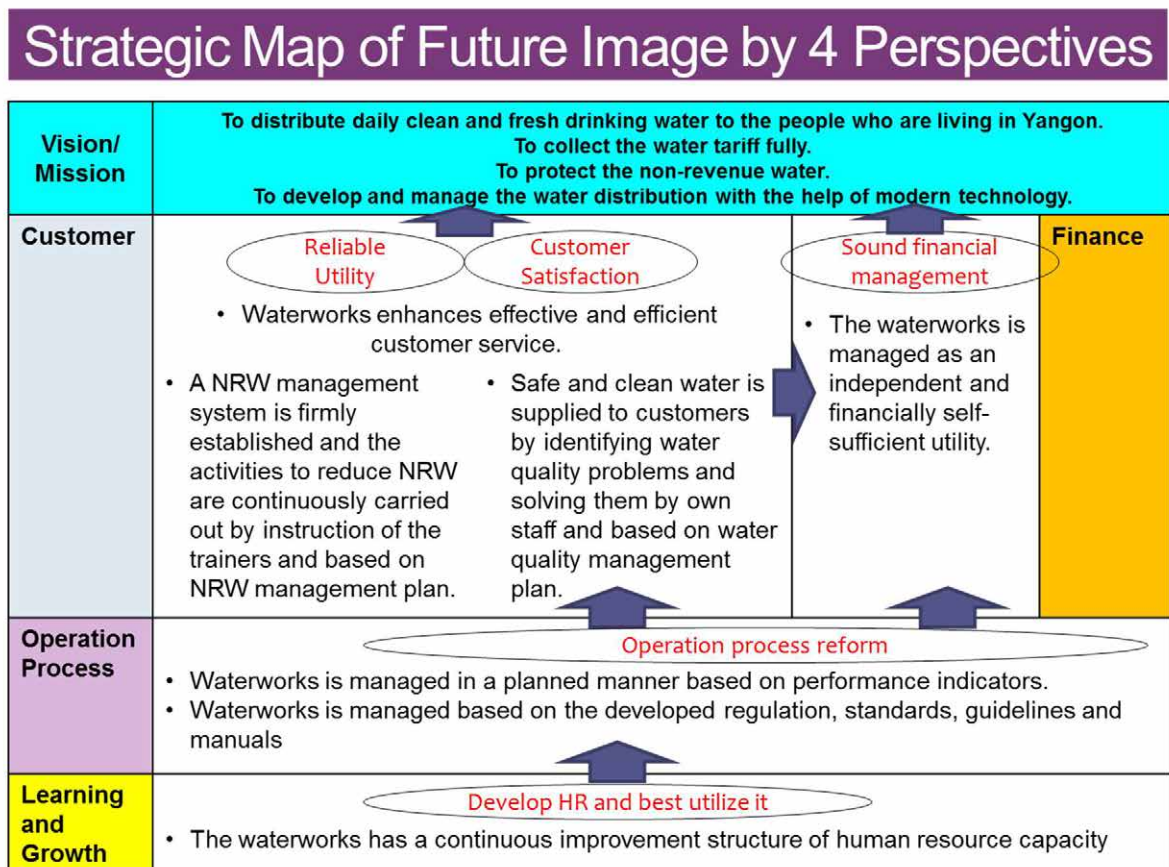 Strategic Map of Future Image by 4 Perspectives
Vision/
Mission
To distribute daily clean and fresh drinking water to the people who are living in Yangon.
To collect the water tariff fully.
To protect the non-revenue water.
To develop and manage the water distribution with the help of modern technology.
Customer
Reliable
Utility
Customer
Satisfaction
• Waterworks enhances effective and efficient
customer service.
• A NRW management
system is firmly
established and the
activities to reduce NRW
are continuously carried
out by instruction of the
trainers and based on
NRW management plan.
• Safe and clean water is
supplied to customers
by identifying water
quality problems and
solving them by own
staff and based on water
quality management
plan.
Sound financial
management
• The waterworks is
managed as an
independent and
financially self-
sufficient utility.
Finance
Operation
Process
Operation process reform
• Waterworks is managed in a planned manner based on performance indicators.
• Waterworks is managed based on the developed regulation, standards, guidelines and
manuals
Learning
and
Growth
Develop HR and best utilize it
• The waterworks has a continuous improvement structure of human resource capacity